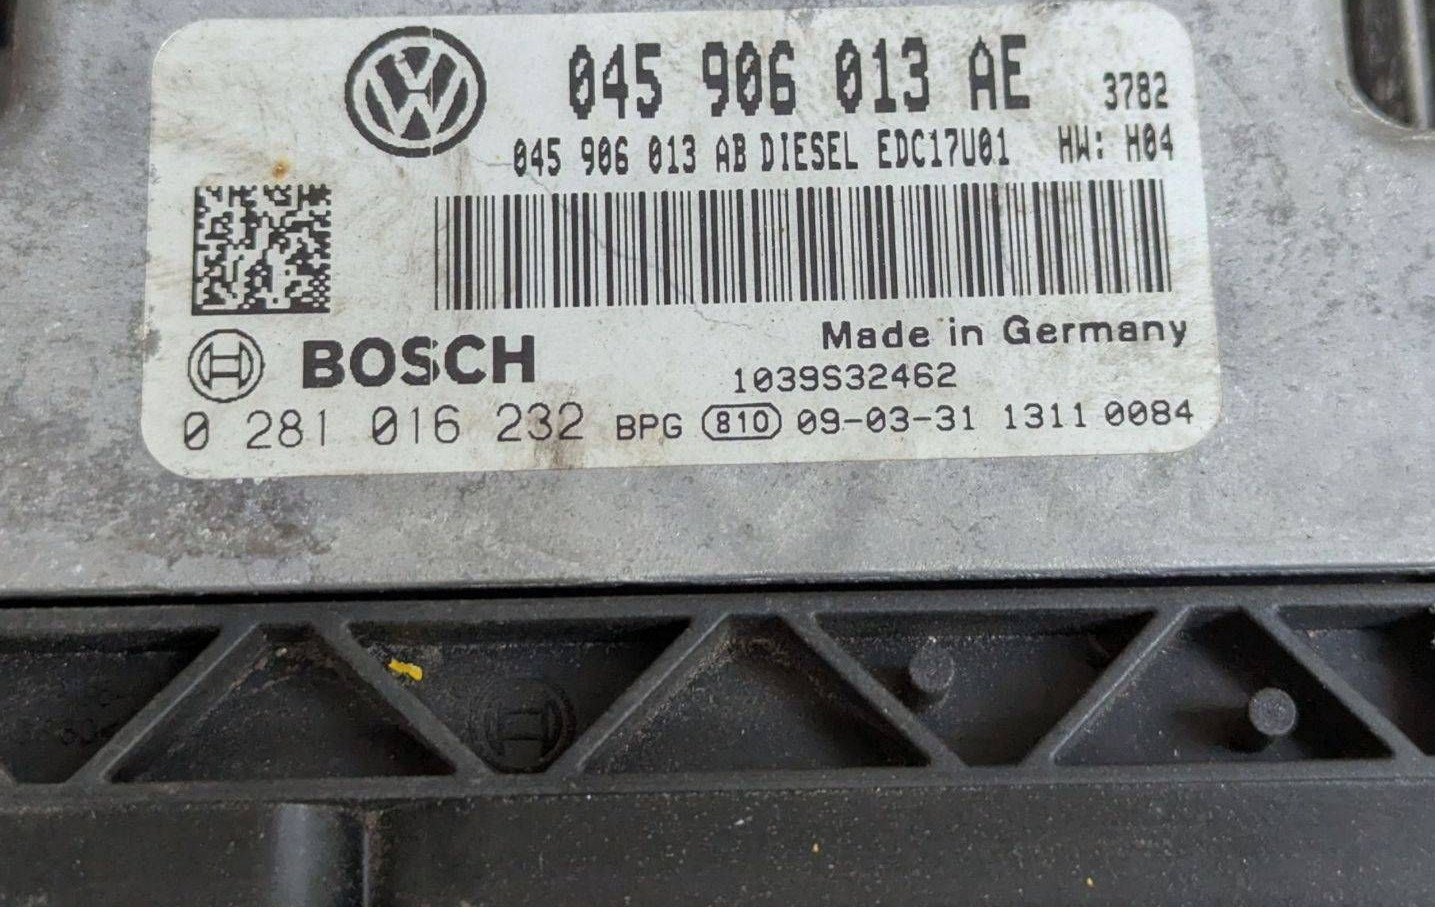 045 906 013 AE 3782
045 906 013 AB DIESEL EDC17U01 HW: H04
Made in Germany
BOSCH
1039S32462
0 281 016 232 BPG 810 09-03-31 1311 0084